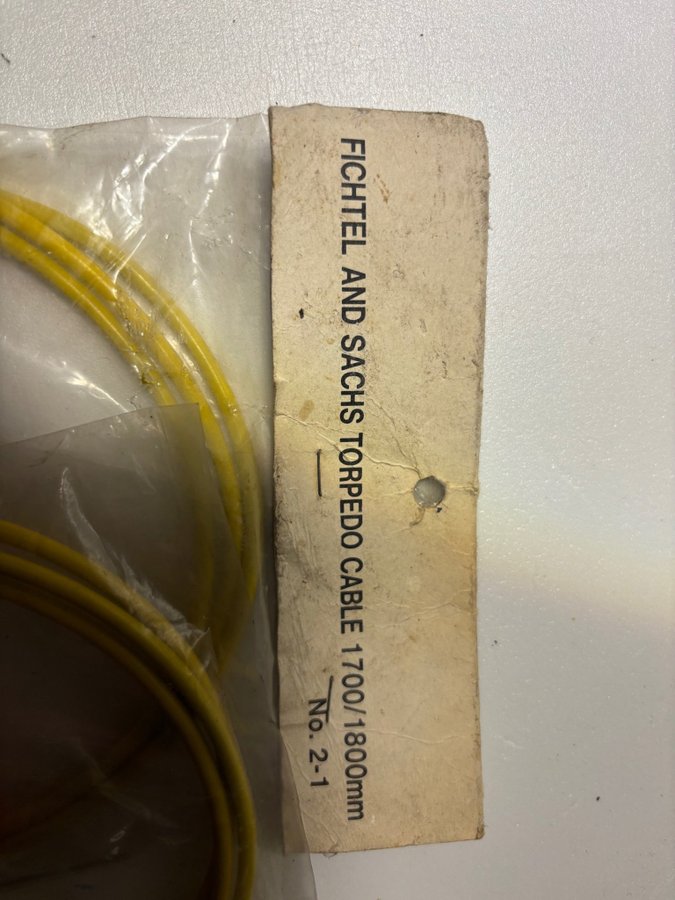 FICHTEL AND SACHS TORPEDO CABLE 1700/1800mm
No. 2-1